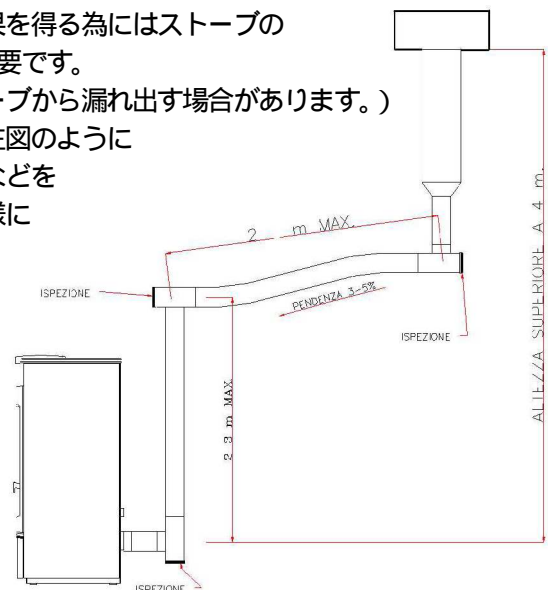 果を得る為にはストーブの
要です。
ーブから漏れ出す場合があります。)
左図のように
などを
様に
2 m MAX.
ISPEZIONE
PENDENZA 3-5%
ISPEZIONE
2 3 m MAX
ALTEZZA SUPERIORE A 4 m.
ISPEZIONE